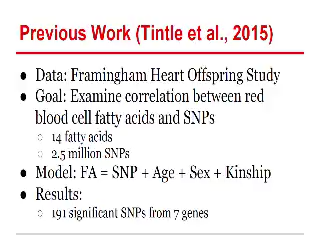 Previous Work (Tintle et al., 2015)
● Data: Framingham Heart Offspring Study
● Goal: Examine correlation between red
blood cell fatty acids and SNPs
○ 14 fatty acids
○ 2.5 million SNPs
● Model: FA = SNP + Age + Sex + Kinship
● Results:
○ 191 significant SNPs from 7 genes